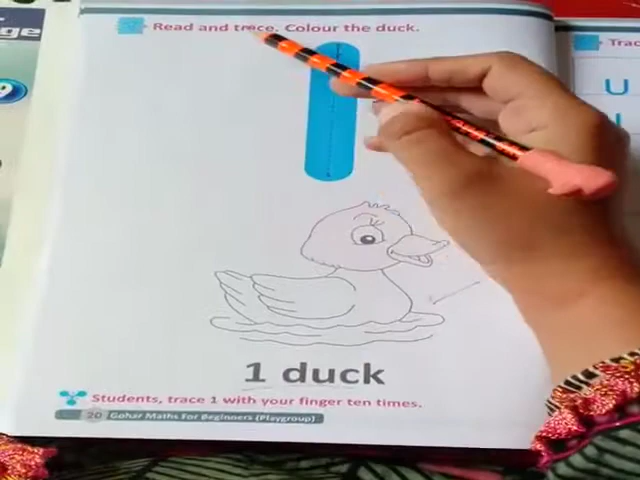 Read and trace. Colour the duck.
1 duck
Students, trace 1 with your finger ten times.
20 Gohar Maths For Beginners (Playgroup)
U